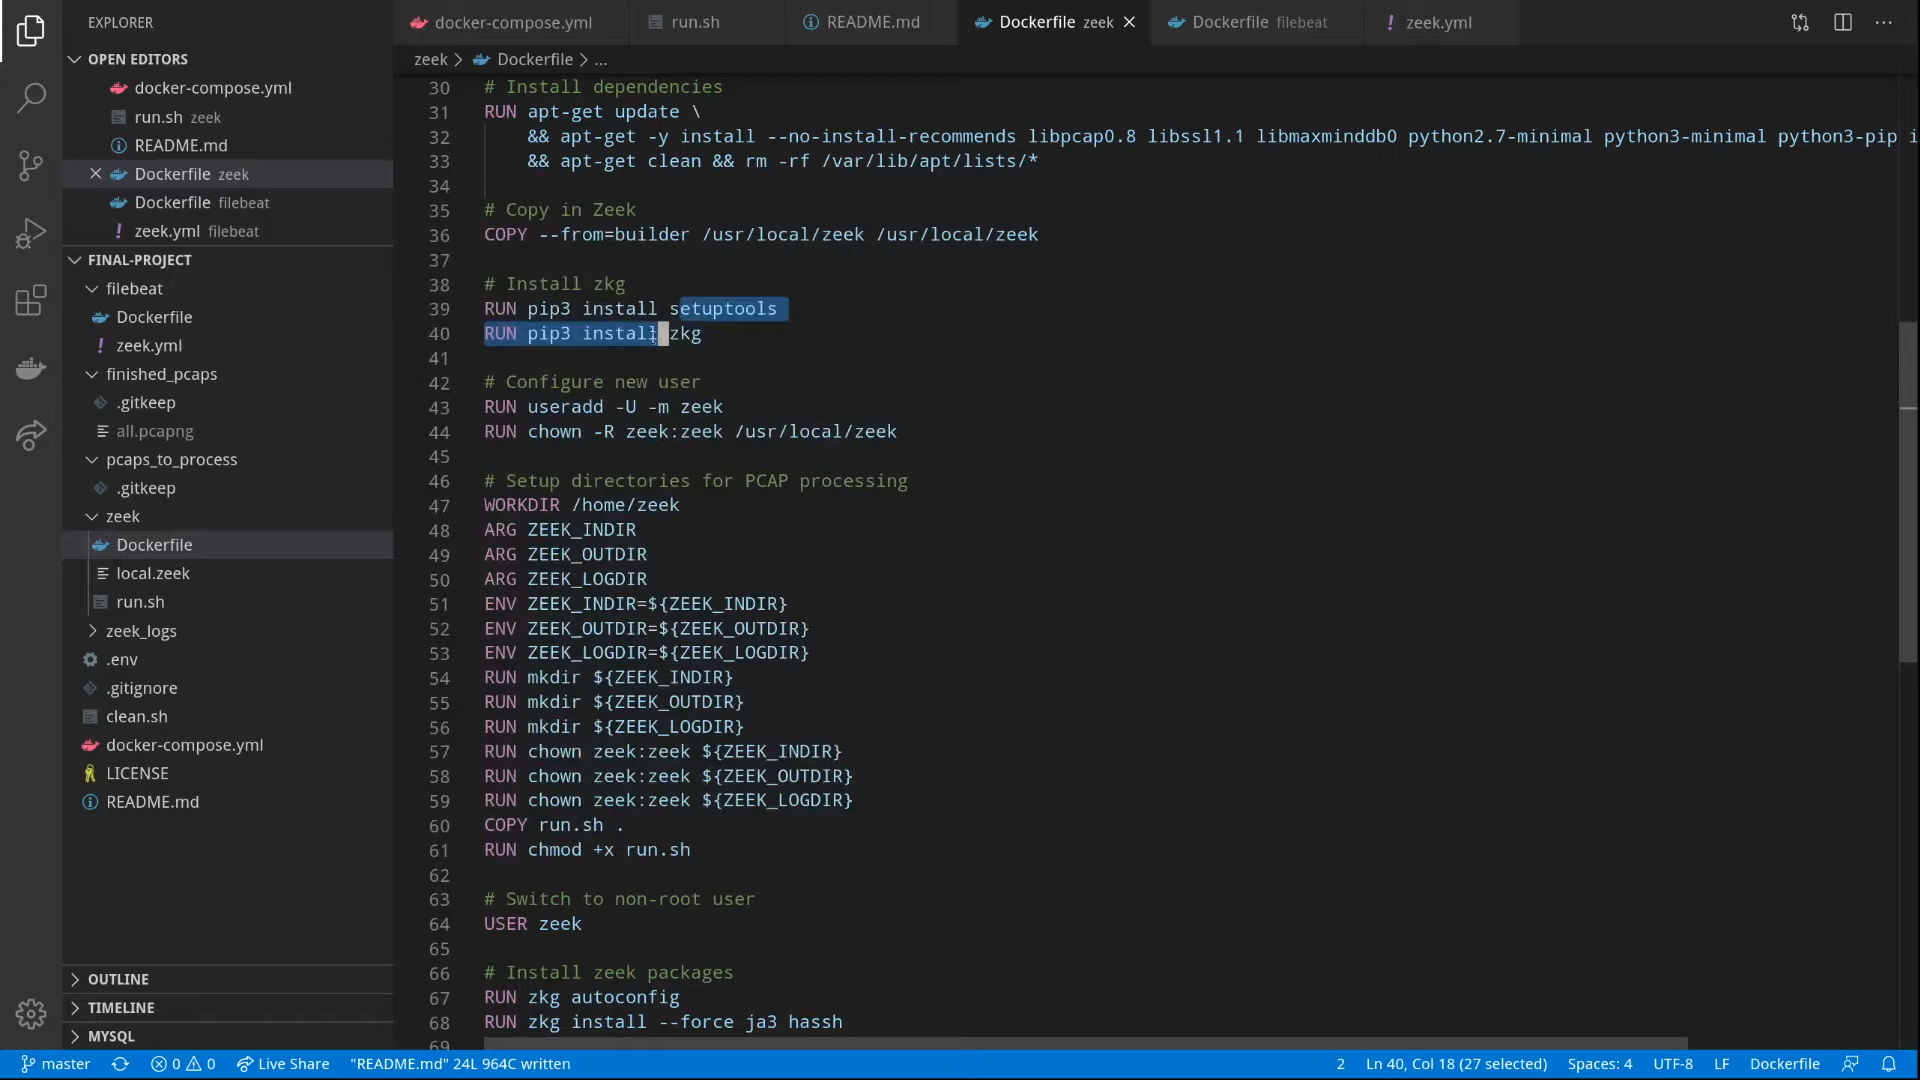 EXPLORER
OPEN EDITORS
docker-compose.yml
run.sh zeek
README.md
Dockerfile zeek
Dockerfile filebeat
zeek.yml filebeat
FINAL-PROJECT
filebeat
Dockerfile
zeek.yml
finished_pcaps
.gitkeep
all.pcapng
pcaps_to_process
.gitkeep
zeek
Dockerfile
local.zeek
run.sh
zeek_logs
.env
.gitignore
clean.sh
docker-compose.yml
LICENSE
README.md
OUTLINE
TIMELINE
MYSQL
docker-compose.yml run.sh README.md Dockerfile zeek Dockerfile filebeat zeek.yml
zeek > Dockerfile > ...
30 # Install dependencies
31 RUN apt-get update \
32 && apt-get -y install --no-install-recommends libpcap0.8 libssl1.1 libmaxminddb0 python2.7-minimal python3-minimal python3-pip i
33 && apt-get clean && rm -rf /var/lib/apt/lists/*
34
35 # Copy in Zeek
36 COPY --from=builder /usr/local/zeek /usr/local/zeek
37
38 # Install zkg
39 RUN pip3 install setuptools
40 RUN pip3 install zkg
41
42 # Configure new user
43 RUN useradd -U -m zeek
44 RUN chown -R zeek:zeek /usr/local/zeek
45
46 # Setup directories for PCAP processing
47 WORKDIR /home/zeek
48 ARG ZEEK_INDIR
49 ARG ZEEK_OUTDIR
50 ARG ZEEK_LOGDIR
51 ENV ZEEK_INDIR=${ZEEK_INDIR}
52 ENV ZEEK_OUTDIR=${ZEEK_OUTDIR}
53 ENV ZEEK_LOGDIR=${ZEEK_LOGDIR}
54 RUN mkdir ${ZEEK_INDIR}
55 RUN mkdir ${ZEEK_OUTDIR}
56 RUN mkdir ${ZEEK_LOGDIR}
57 RUN chown zeek:zeek ${ZEEK_INDIR}
58 RUN chown zeek:zeek ${ZEEK_OUTDIR}
59 RUN chown zeek:zeek ${ZEEK_LOGDIR}
60 COPY run.sh .
61 RUN chmod +x run.sh
62
63 # Switch to non-root user
64 USER zeek
65
66 # Install zeek packages
67 RUN zkg autoconfig
68 RUN zkg install --force ja3 hassh
69
master 0 0 Live Share "README.md" 24L 964C written 2 Ln 40, Col 18 (27 selected) Spaces: 4 UTF-8 LF Dockerfile